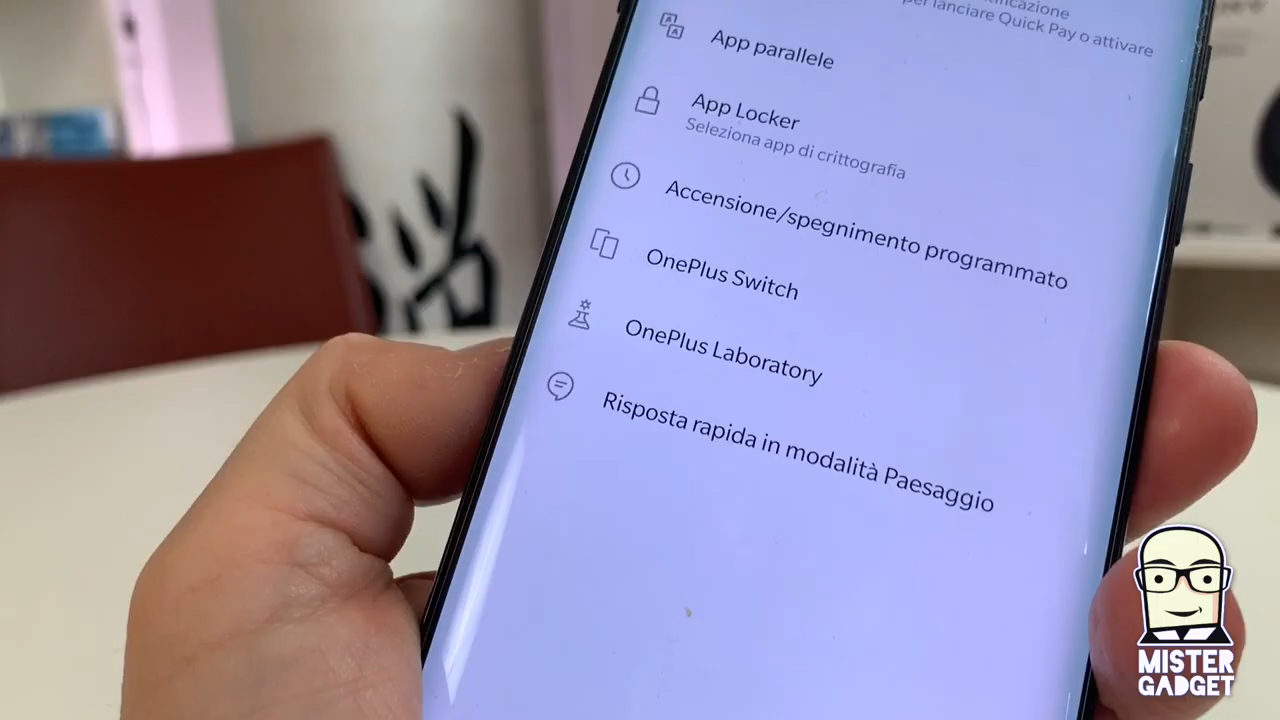 per lanciare Quick Pay o attivare
App parallele
App Locker
Seleziona app di crittografia
Accensione/spegnimento programmato
OnePlus Switch
OnePlus Laboratory
Risposta rapida in modalità Paesaggio
MISTER
GADGET